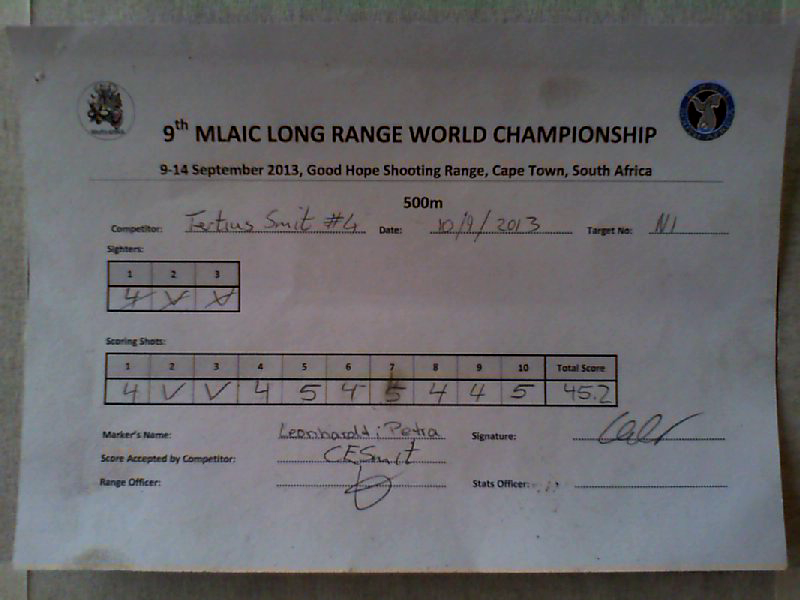 9th MLAIC LONG RANGE WORLD CHAMPIONSHIP
9-14 September 2013, Good Hope Shooting Range, Cape Town, South Africa
500m
Competitor: Tertius Smit #4 Date: 10/9/2013 Target No: N1
Sighters:
1 2 3
4 V V
Scoring Shots:
1 2 3 4 5 6 7 8 9 10 Total Score
4 V V 4 5 4 5 4 4 5 45.2
Marker's Name: Leonhardt; Petra Signature:
Score Accepted by Competitor: CESmit
Range Officer: Stats Officer: